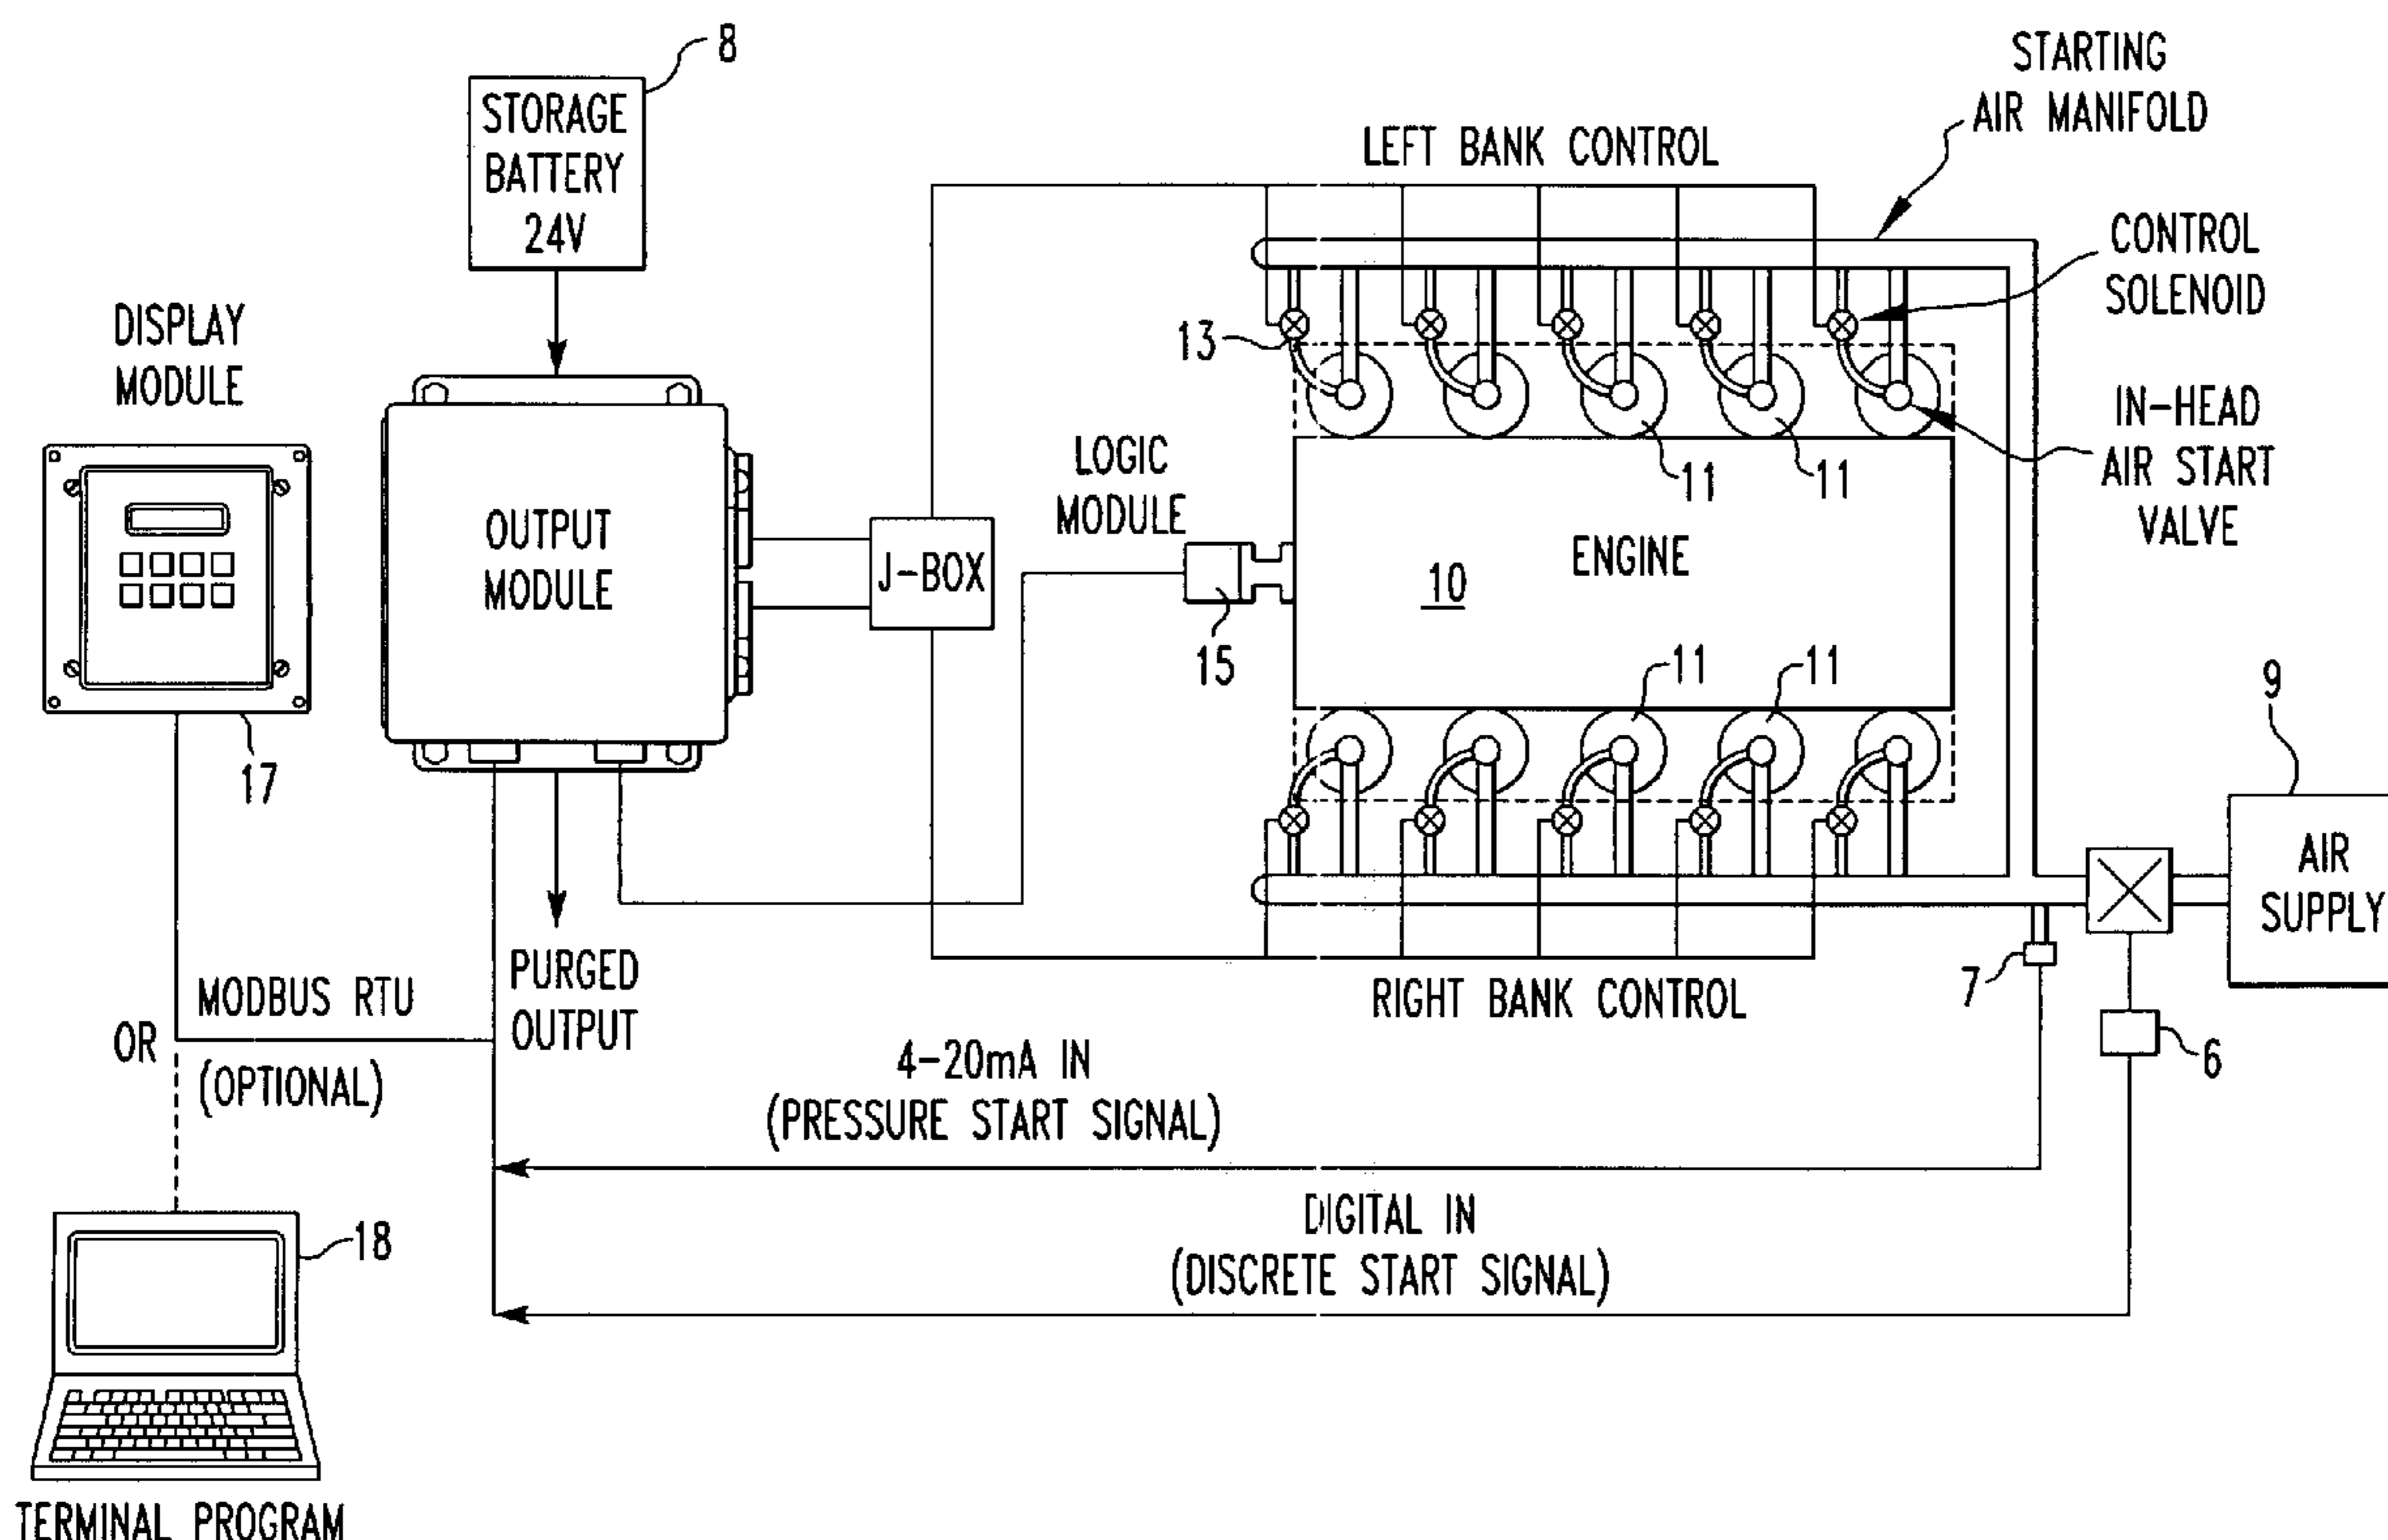 8
STORAGE
BATTERY
24V
STARTING
AIR MANIFOLD
LEFT BANK CONTROL
CONTROL
SOLENOID
DISPLAY
MODULE
13
IN-HEAD
AIR START
VALVE
LOGIC
MODULE
11
11
OUTPUT
MODULE
J-BOX
ENGINE
10
15
11
11
9
17
AIR
SUPPLY
PURGED
OUTPUT
MODBUS RTU
OR
(OPTIONAL)
RIGHT BANK CONTROL
7
6
4-20mA IN
(PRESSURE START SIGNAL)
DIGITAL IN
(DISCRETE START SIGNAL)
18
TERMINAL PROGRAM